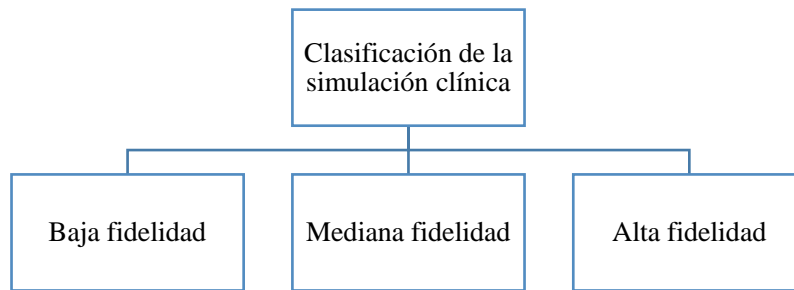 Clasificación de la
simulación clínica
Baja fidelidad
Mediana fidelidad
Alta fidelidad